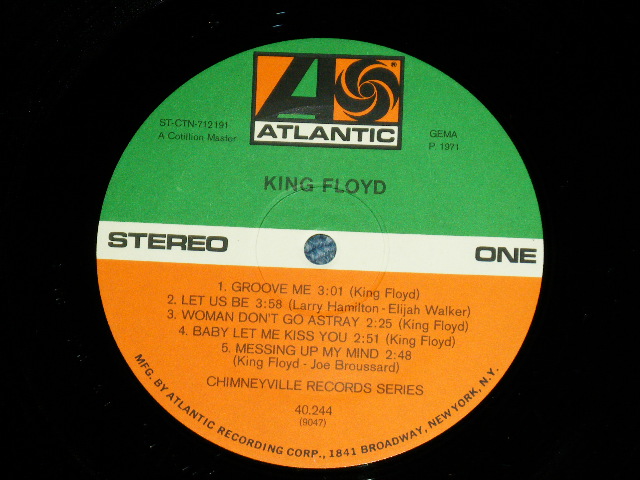 ATLANTIC
®
ST-CTN-712191
A Cotillion Master
GEMA
P 1971
KING FLOYD
STEREO
ONE
1. GROOVE ME 3:01 (King Floyd)
2. LET US BE 3:58 (Larry Hamilton - Elijah Walker)
3. WOMAN DON'T GO ASTRAY 2:25 (King Floyd)
4. BABY LET ME KISS YOU 2:51 (King Floyd)
5. MESSING UP MY MIND 2:48
(King Floyd - Joe Broussard)
CHIMNEYVILLE RECORDS SERIES
40.244
(9047)
MFG. BY ATLANTIC RECORDING CORP., 1841 BROADWAY, NEW YORK, N.Y.